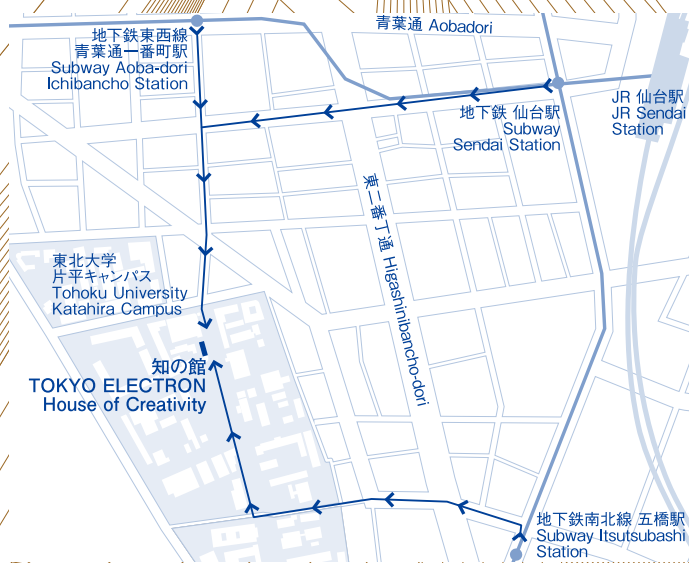 青葉通 Aobadori
地下鉄東西線
青葉通一番町駅
Subway Aoba-dori
Ichibancho Station
地下鉄 仙台駅
Subway
Sendai Station
JR 仙台駅
JR Sendai
Station
東二番丁通 Higashinibancho-dori
東北大学
片平キャンパス
Tohoku University
Katahira Campus
知の館
TOKYO ELECTRON
House of Creativity
地下鉄南北線 五橋駅
Subway Itsutsubashi
Station